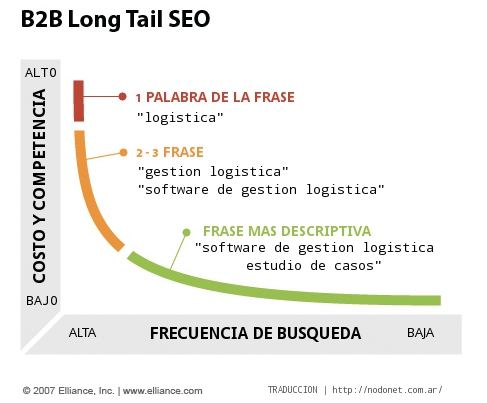 B2B Long Tail SEO
ALTO
COSTO Y COMPETENCIA
BAJO
1 PALABRA DE LA FRASE
"logistica"
2-3 FRASE
"gestion logistica"
"software de gestion logistica"
FRASE MAS DESCRIPTIVA
"software de gestion logistica
estudio de casos"
ALTA
FRECUENCIA DE BUSQUEDA
BAJA
© 2007 Elliance, Inc. | www.elliance.com
TRADUCCION | http://nodonet.com.ar/